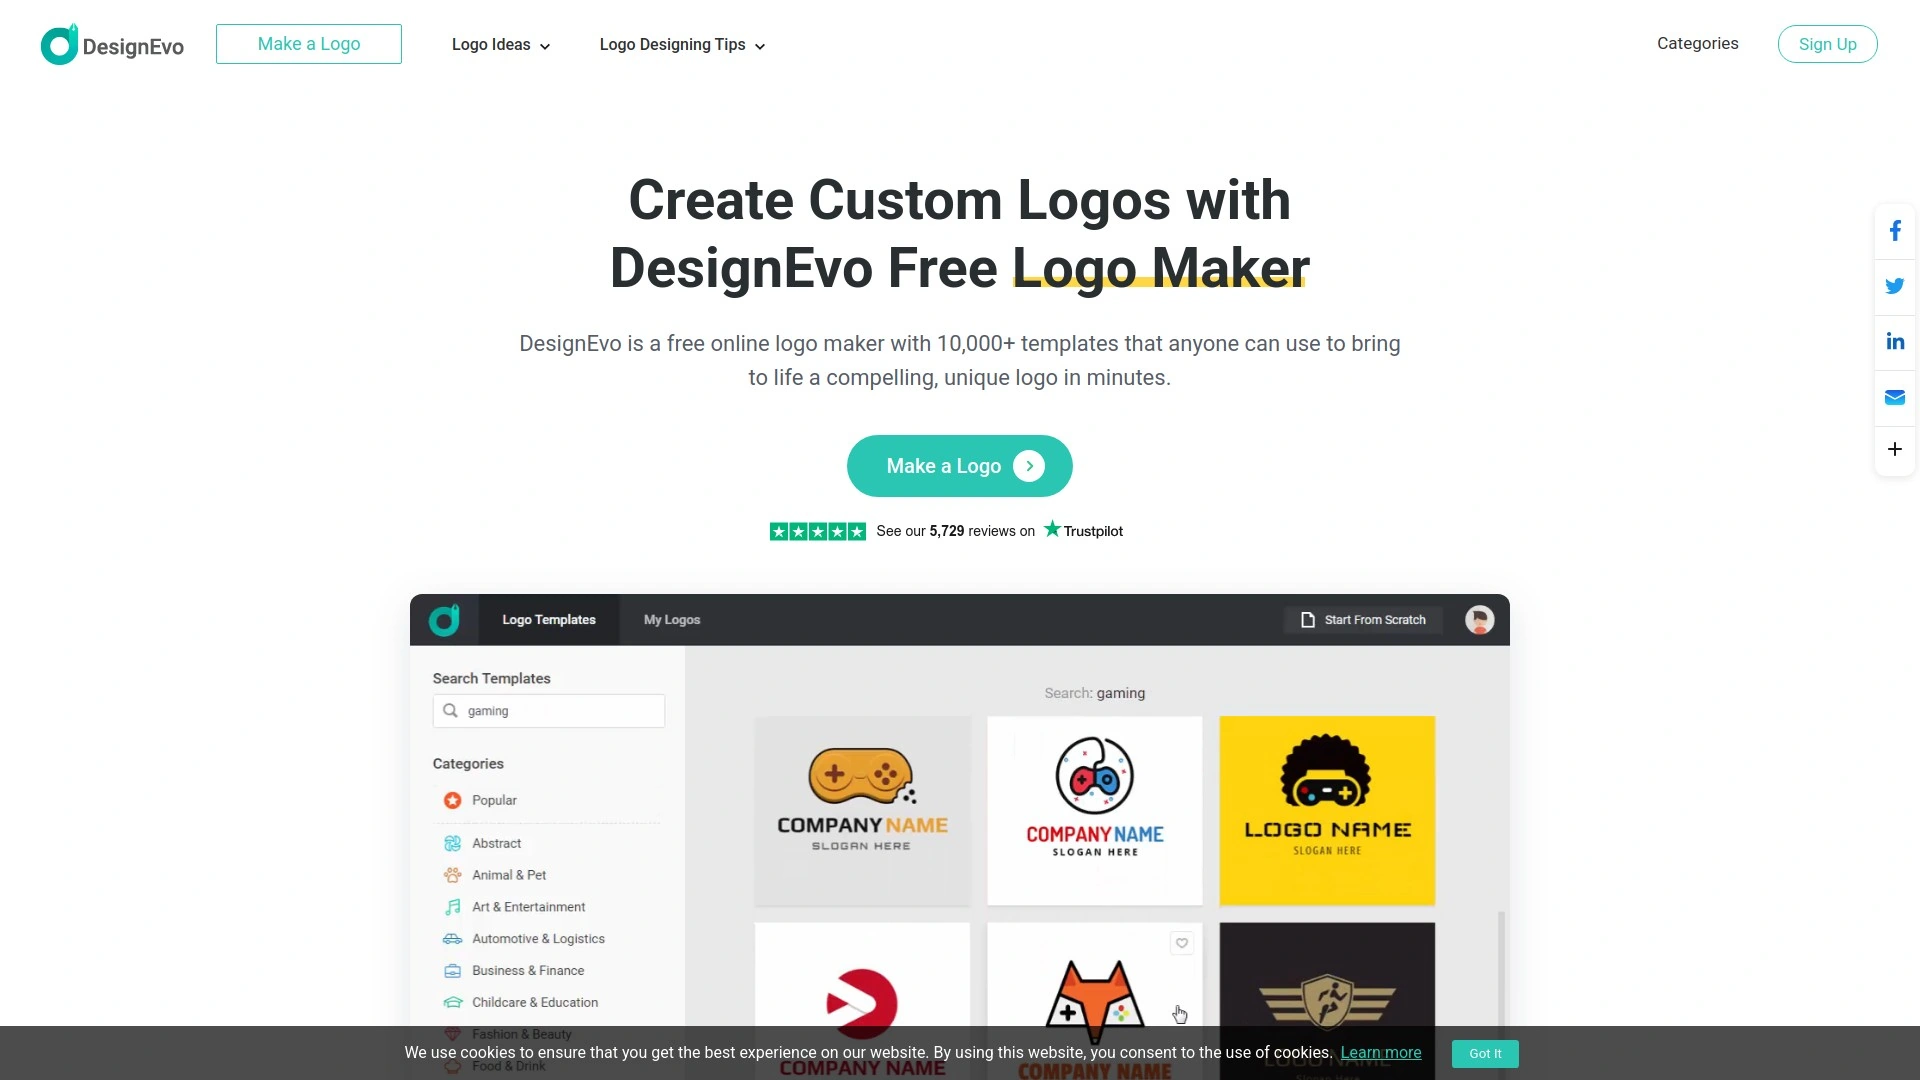 DesignEvo
Make a Logo
Logo Ideas
Logo Designing Tips
Categories
Sign Up
Create Custom Logos with
DesignEvo Free Logo Maker
DesignEvo is a free online logo maker with 10,000+ templates that anyone can use to bring
to life a compelling, unique logo in minutes.
Make a Logo
See our 5,729 reviews on Trustpilot
Logo Templates
My Logos
Start From Scratch
Search Templates
gaming
Categories
Popular
Abstract
Animal & Pet
Art & Entertainment
Automotive & Logistics
Business & Finance
Childcare & Education
Fashion & Beauty
Food & Drink
Search: gaming
COMPANY NAME
SLOGAN HERE
COMPANY NAME
SLOGAN HERE
LOGO NAME
SLOGAN HERE
COMPANY NAME
COMPANY NAME
LOGO NAME
We use cookies to ensure that you get the best experience on our website. By using this website, you consent to the use of cookies. Learn more
Got It